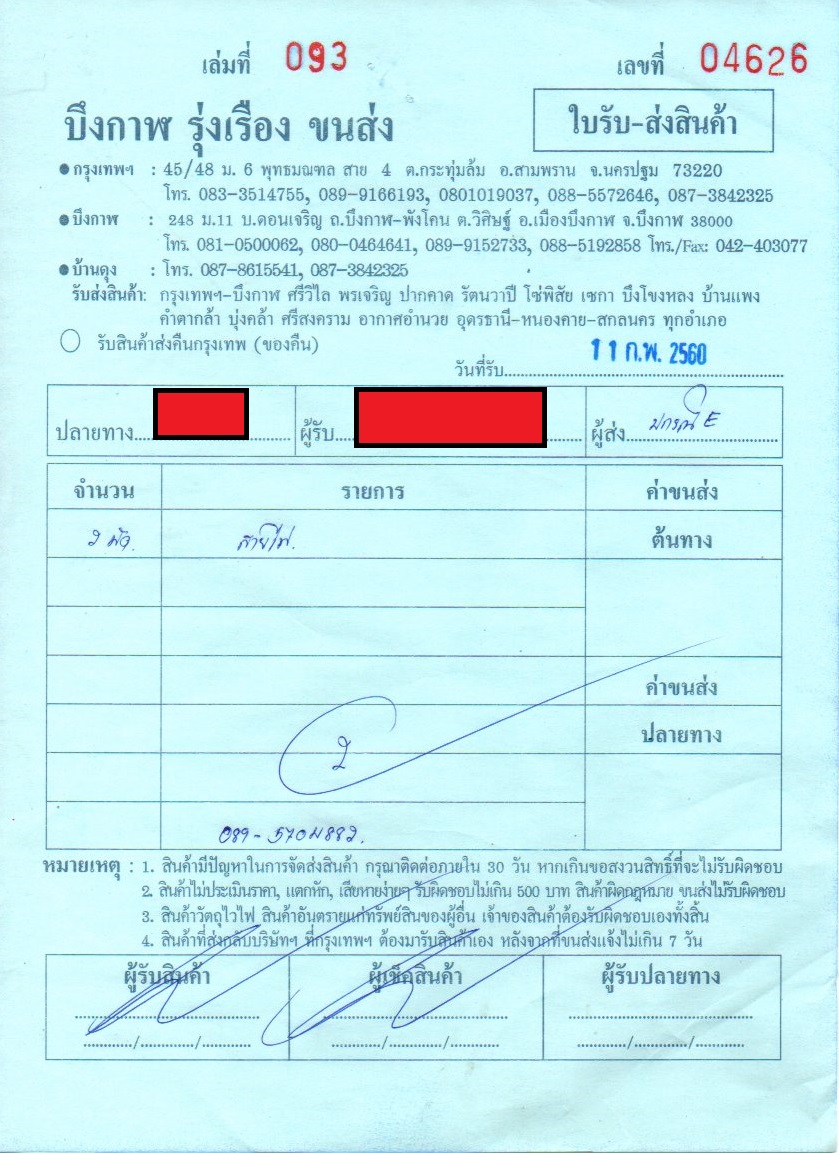 เล่มที่ 093 เลขที่ 04626
บึงกาฬ รุ่งเรือง ขนส่ง ใบรับ-ส่งสินค้า
●กรุงเทพฯ : 45/48 ม. 6 พุทธมณฑล สาย 4 ต.กระทุ่มล้ม อ.สามพราน จ.นครปฐม 73220
โทร. 083-3514755, 089-9166193, 0801019037, 088-5572646, 087-3842325
●บึงกาฬ : 248 ม.11 บ.ดอนเจริญ ถ.บึงกาฬ-พังโคน ต.วิศิษฐ์ อ.เมืองบึงกาฬ จ.บึงกาฬ 38000
โทร. 081-0500062, 080-0464641, 089-9152733, 088-5192858 โทร./Fax: 042-403077
●บ้านดุง : โทร. 087-8615541, 087-3842325
รับส่งสินค้า: กรุงเทพฯ-บึงกาฬ ศรีวิไล พรเจริญ ปากคาด รัตนวาปี โซ่พิสัย เซกา บึงโขงหลง บ้านแพง
คำตากล้า บุ่งคล้า ศรีสงคราม อากาศอำนวย อุดรธานี-หนองคาย-สกลนคร ทุกอำเภอ
รับสินค้าส่งคืนกรุงเทพ (ของคืน)
วันที่รับ 11 ก.พ. 2560
ปลายทาง ผู้รับ ผู้ส่ง
จำนวน รายการ ค่าขนส่ง
2 มัด สายไฟ ต้นทาง
ค่าขนส่ง
ปลายทาง
2
หมายเหตุ : 1. สินค้ามีปัญหาในการจัดส่งสินค้า กรุณาติดต่อภายใน 30 วัน หากเกินขอสงวนสิทธิ์ที่จะไม่รับผิดชอบ
2. สินค้าไม่ประเมินราคา, แตกหัก, เสียหายง่ายๆ รับผิดชอบไม่เกิน 500 บาท สินค้าผิดกฎหมาย ขนส่งไม่รับผิดชอบ
3. สินค้าวัตถุไวไฟ สินค้าอันตรายแก่ทรัพย์สินของผู้อื่น เจ้าของสินค้าต้องรับผิดชอบเองทั้งสิ้น
4. สินค้าที่ส่งกลับบริษัทฯ ที่กรุงเทพฯ ต้องมารับสินค้าเอง หลังจากที่ขนส่งแจ้งไม่เกิน 7 วัน
ผู้รับสินค้า ผู้เช็คสินค้า ผู้รับปลายทาง